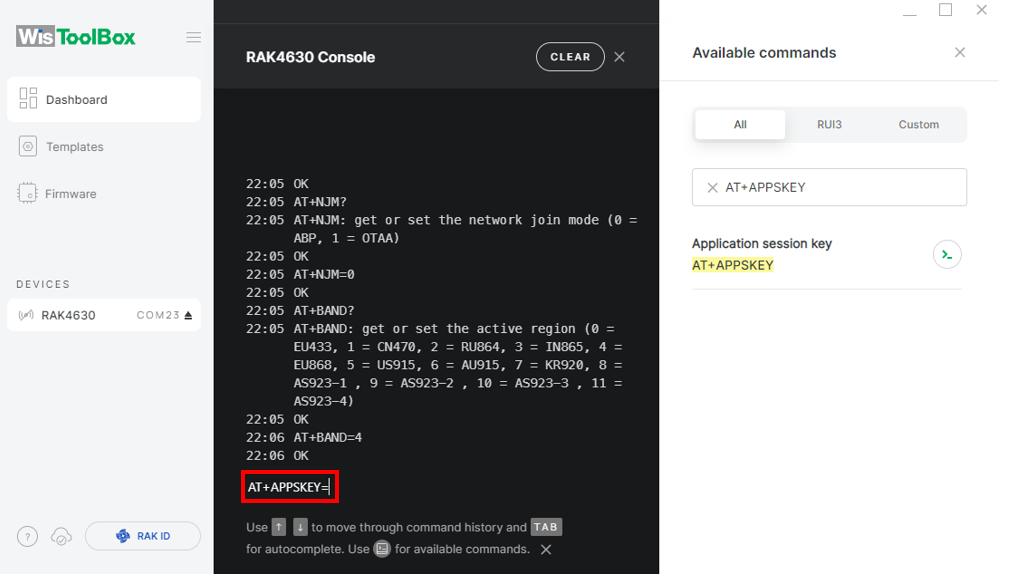 WisToolBox
Dashboard
Templates
Firmware
DEVICES
RAK4630 COM23
? RAK ID
RAK4630 Console CLEAR
22:05 OK
22:05 AT+NJM?
22:05 AT+NJM: get or set the network join mode (0 =
ABP, 1 = OTAA)
22:05 OK
22:05 AT+NJM=0
22:05 OK
22:05 AT+BAND?
22:05 AT+BAND: get or set the active region (0 =
EU433, 1 = CN470, 2 = RU864, 3 = IN865, 4 =
EU868, 5 = US915, 6 = AU915, 7 = KR920, 8 =
AS923-1 , 9 = AS923-2 , 10 = AS923-3 , 11 =
AS923-4)
22:05 OK
22:06 AT+BAND=4
22:06 OK
AT+APPSKEY=
Use ↑ ↓ to move through command history and TAB
for autocomplete. Use for available commands.
Available commands
All RUI3 Custom
AT+APPSKEY
Application session key
AT+APPSKEY